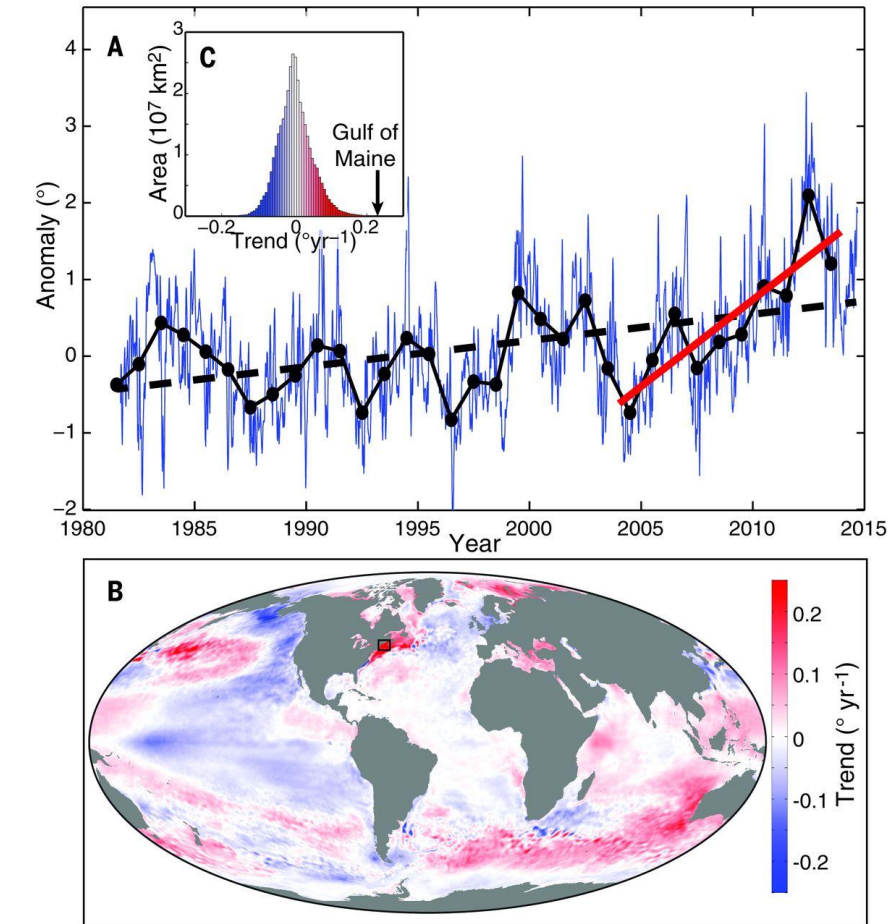 A
4
3
2
1
0
−1
−2
Anomaly (°)
1980
1985
1990
1995
2000
2005
2010
2015
Year
C
3
2
1
0
Area (10⁷ km²)
Gulf of
Maine
−0.2
0
0.2
Trend (°yr⁻¹)
B
0.2
0.1
0
-0.1
-0.2
Trend (° yr⁻¹)